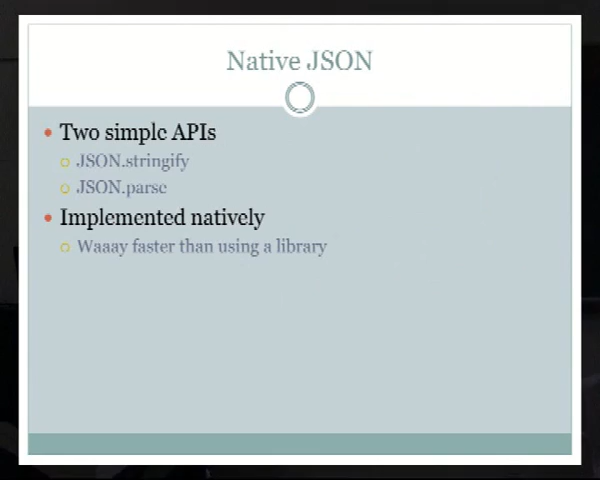 Native JSON
Two simple APIs
JSON.stringify
JSON.parse
Implemented natively
Waaay faster than using a library